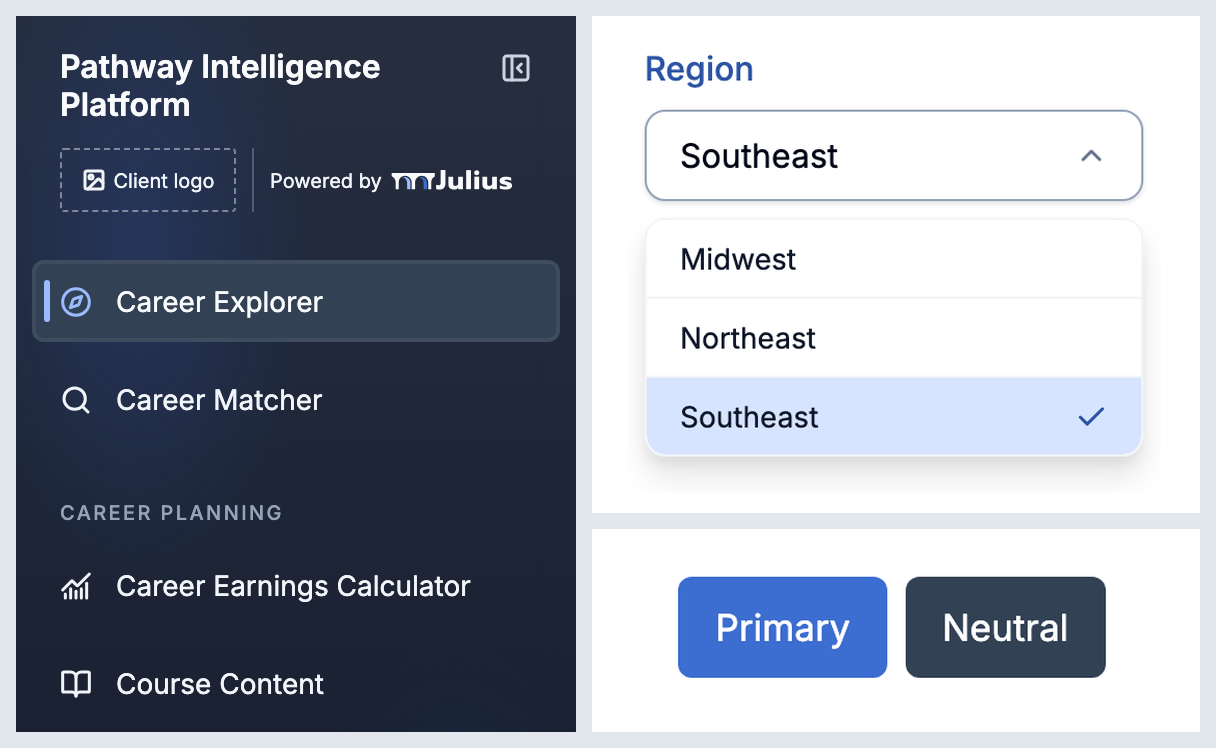 Pathway Intelligence
Platform
Client logo
Powered by Julius
Career Explorer
Career Matcher
CAREER PLANNING
Career Earnings Calculator
Course Content
Region
Southeast
Midwest
Northeast
Southeast
Primary
Neutral